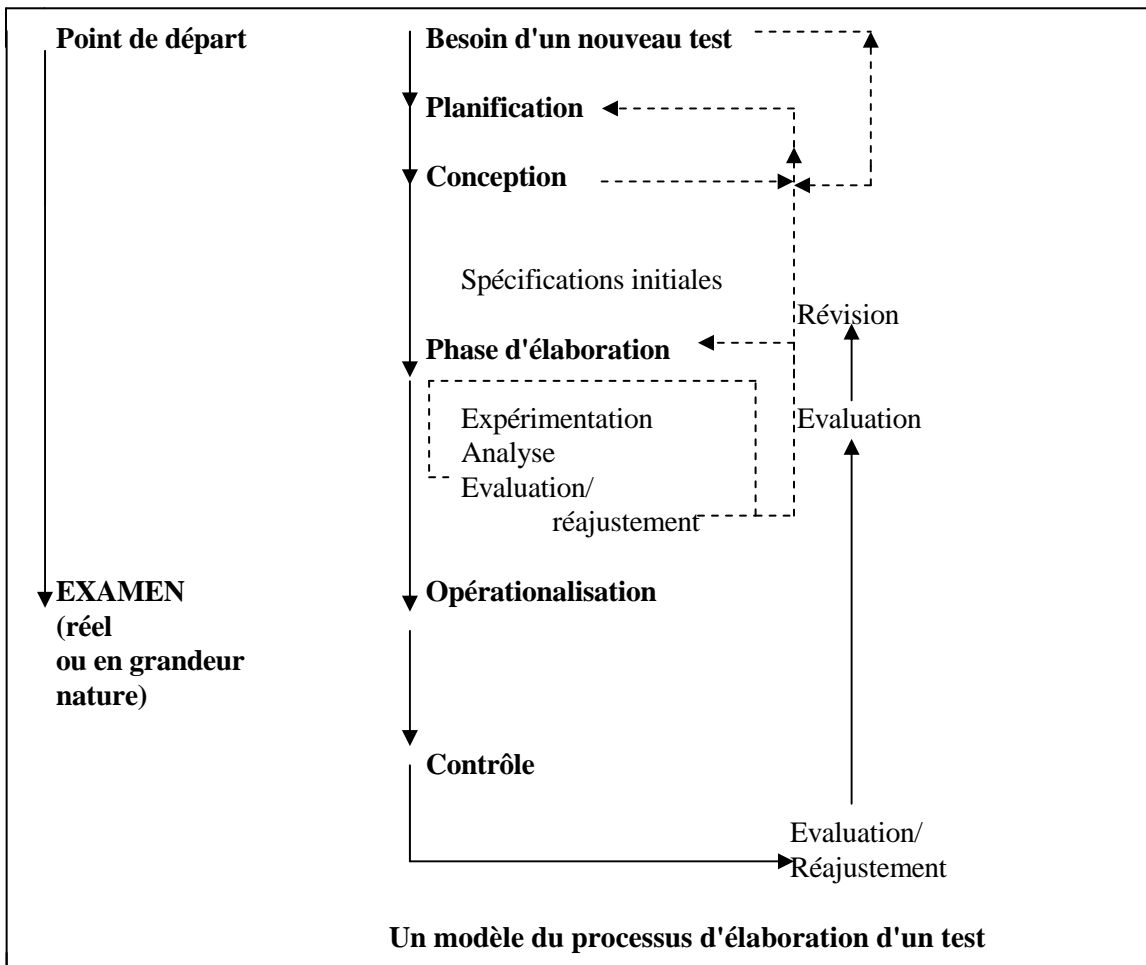 Point de départ
Besoin d'un nouveau test
Planification
Conception
Spécifications initiales
Révision
Phase d'élaboration
Expérimentation
Evaluation
Analyse
Evaluation/
réajustement
EXAMEN
Opérationalisation
(réel
ou en grandeur
nature)
Contrôle
Evaluation/
Réajustement
Un modèle du processus d'élaboration d'un test